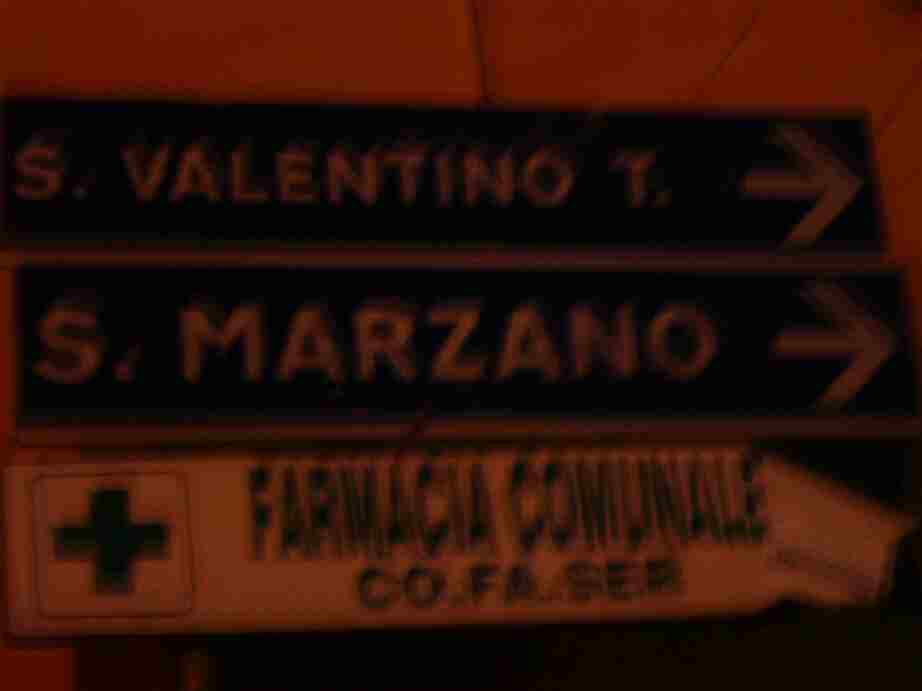 S. VALENTINO T.
S. MARZANO
FARMACIA COMUNALE
CO.FA.SER